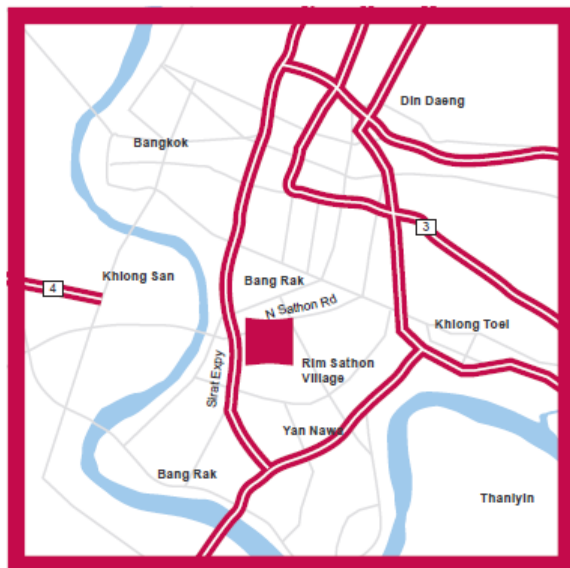 Din Daeng
Bangkok
3
Khlong San
4
Bang Rak
N Sathon Rd
Khlong Toei
Sirat Expy
Rim Sathon
Village
Yan Nawa
Bang Rak
Thanlyin